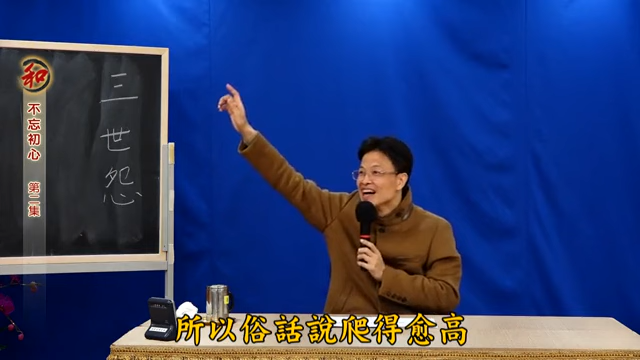 和
不忘初心
第二集
三世怨
所以俗話說爬得愈高